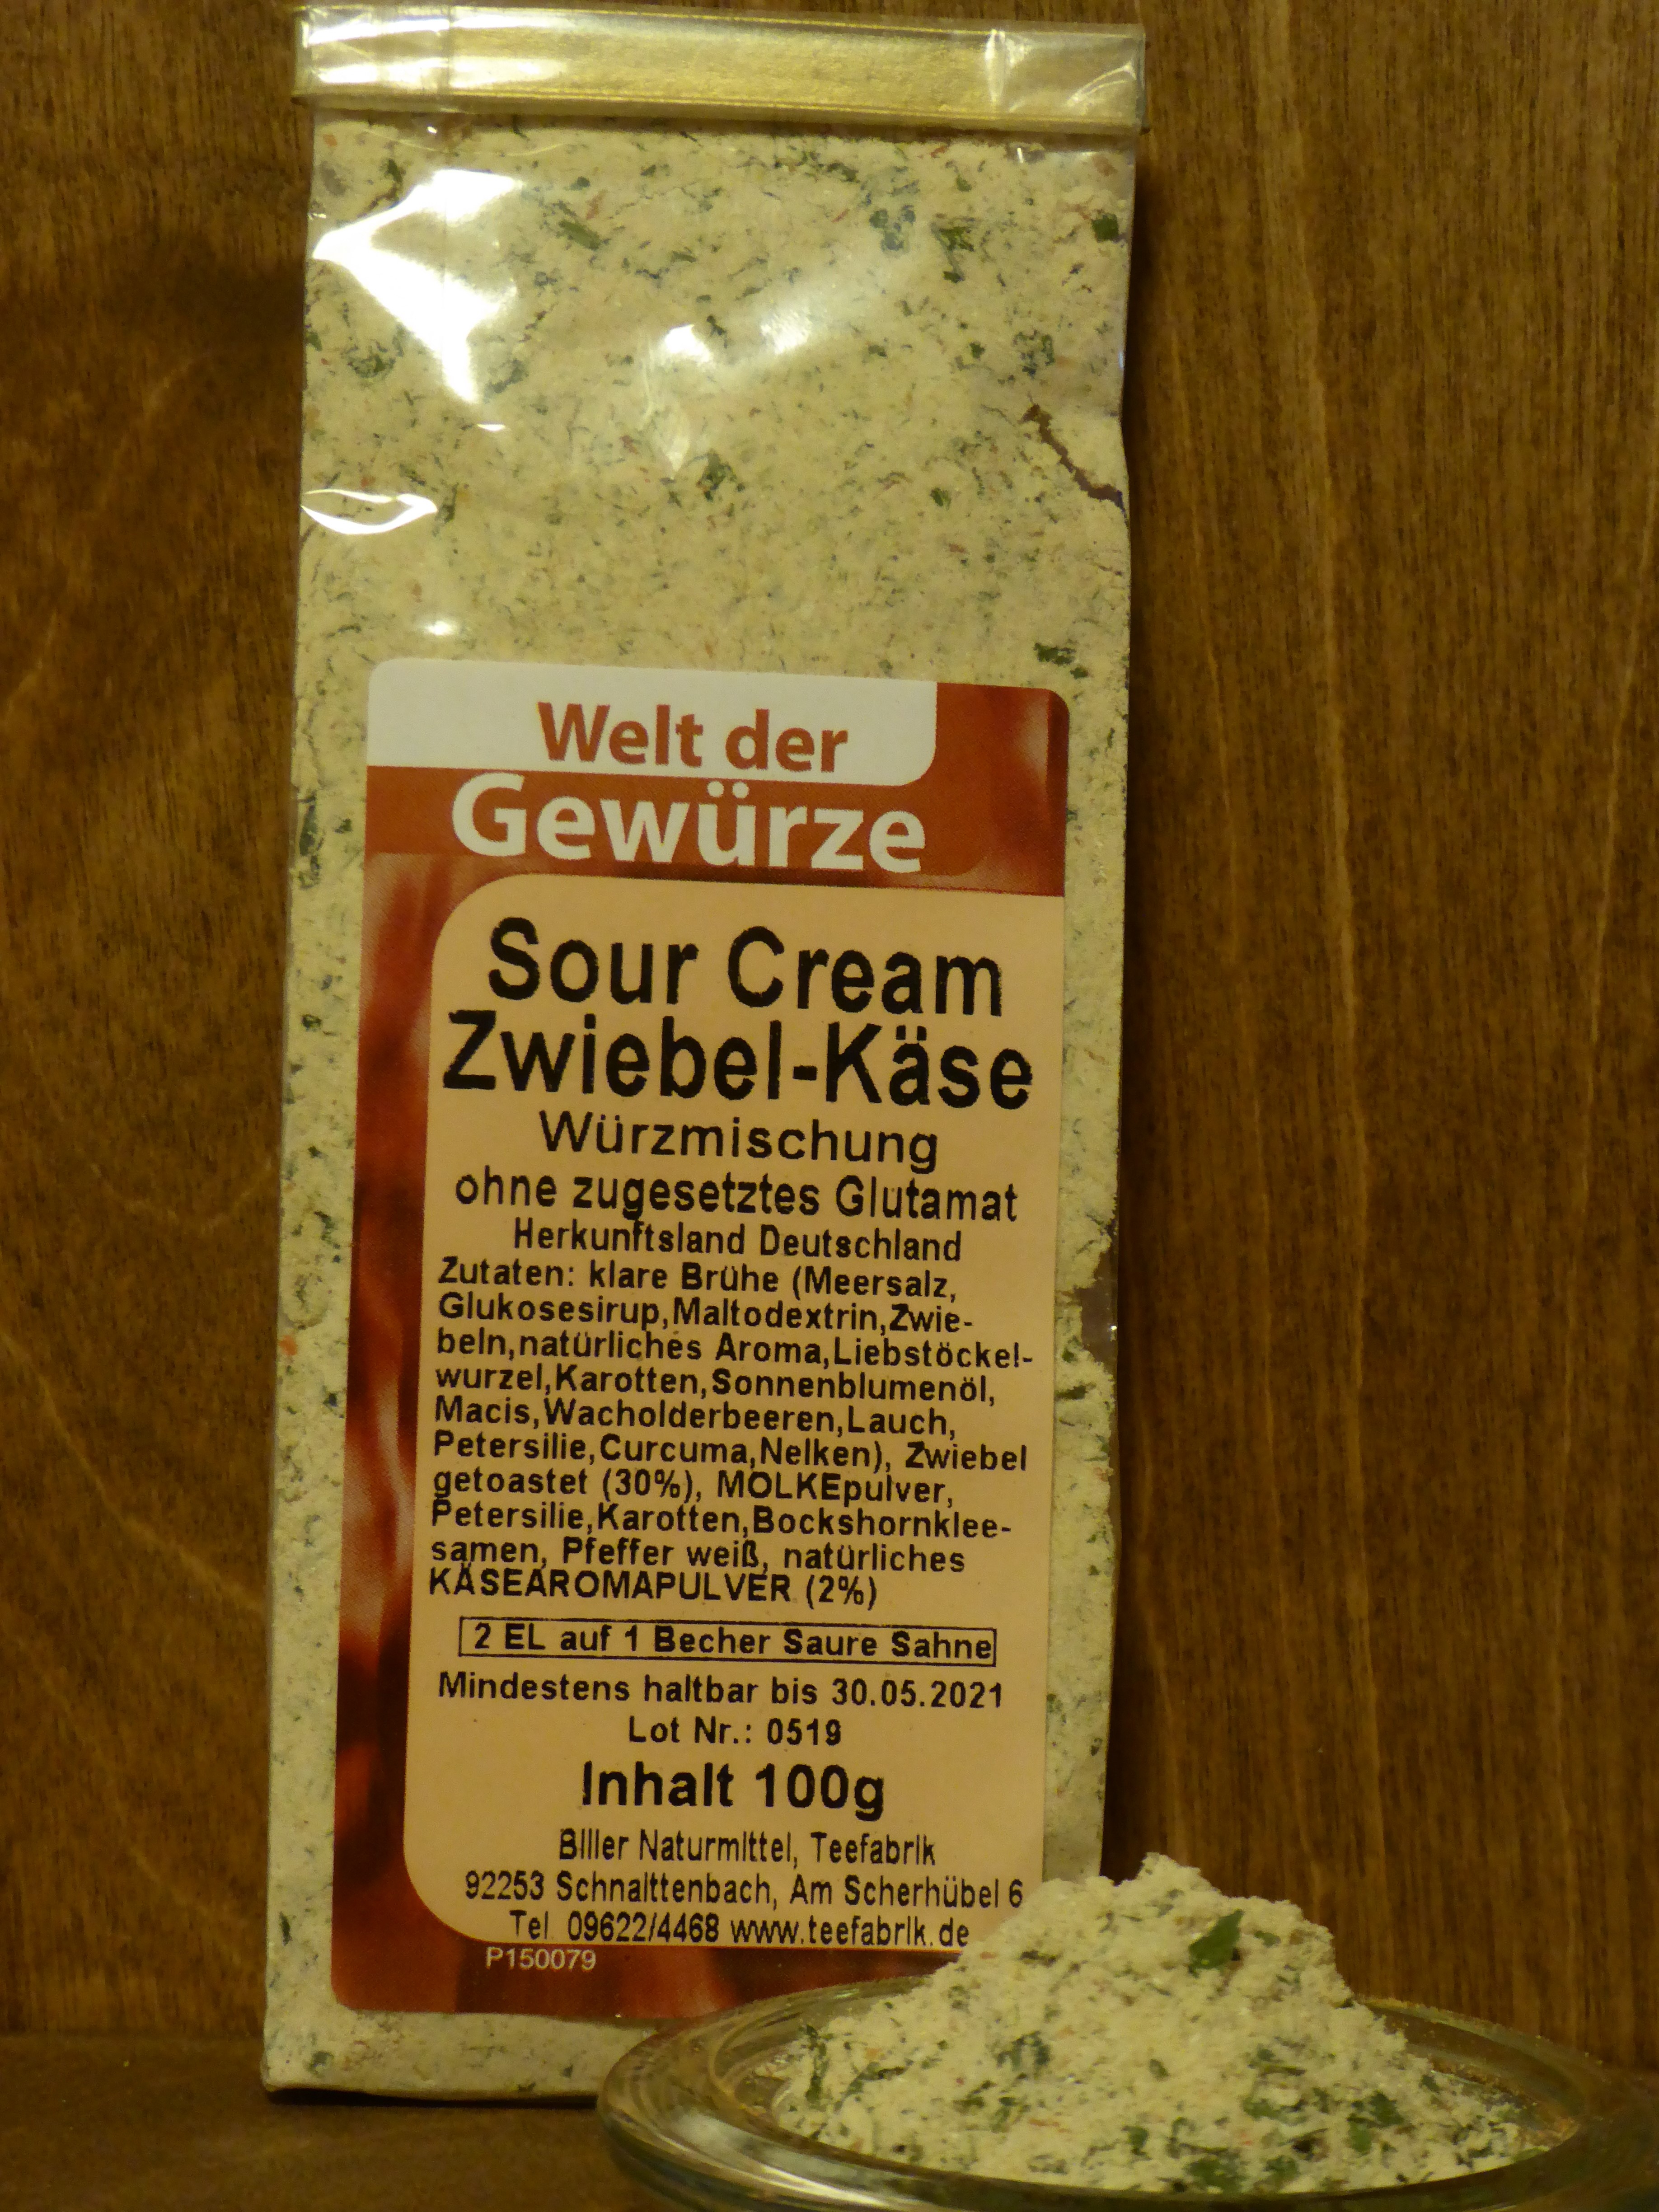 Welt der
Gewürze
Sour Cream
Zwiebel-Käse
Würzmischung
ohne zugesetztes Glutamat
Herkunftsland Deutschland
Zutaten: klare Brühe (Meersalz,
Glukosesirup,Maltodextrin,Zwie-
beln,natürliches Aroma,Liebstöckel-
wurzel,Karotten,Sonnenblumenöl,
Macis,Wacholderbeeren,Lauch,
Petersilie,Curcuma,Nelken), Zwiebel
getoastet (30%), MOLKEpulver,
Petersilie,Karotten,Bockshornklee-
samen, Pfeffer weiß, natürliches
KÄSEAROMAPULVER (2%)
2 EL auf 1 Becher Saure Sahne
Mindestens haltbar bis 30.05.2021
Lot Nr.: 0519
Inhalt 100g
Biller Naturmittel, Teefabrik
92253 Schnaittenbach, Am Scherhübel 6
Tel. 09622/4468 www.teefabrik.de
P150079